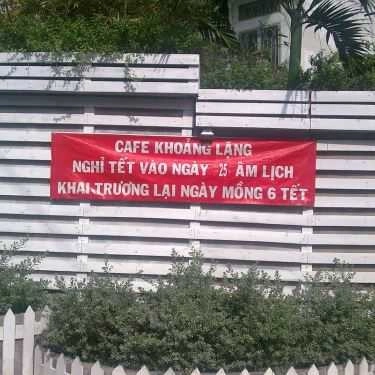 CAFE KHOẢNG LẶNG
NGHỈ TẾT VÀO NGÀY 25 ÂM LỊCH
KHAI TRƯƠNG LẠI NGÀY MỒNG 6 TẾT